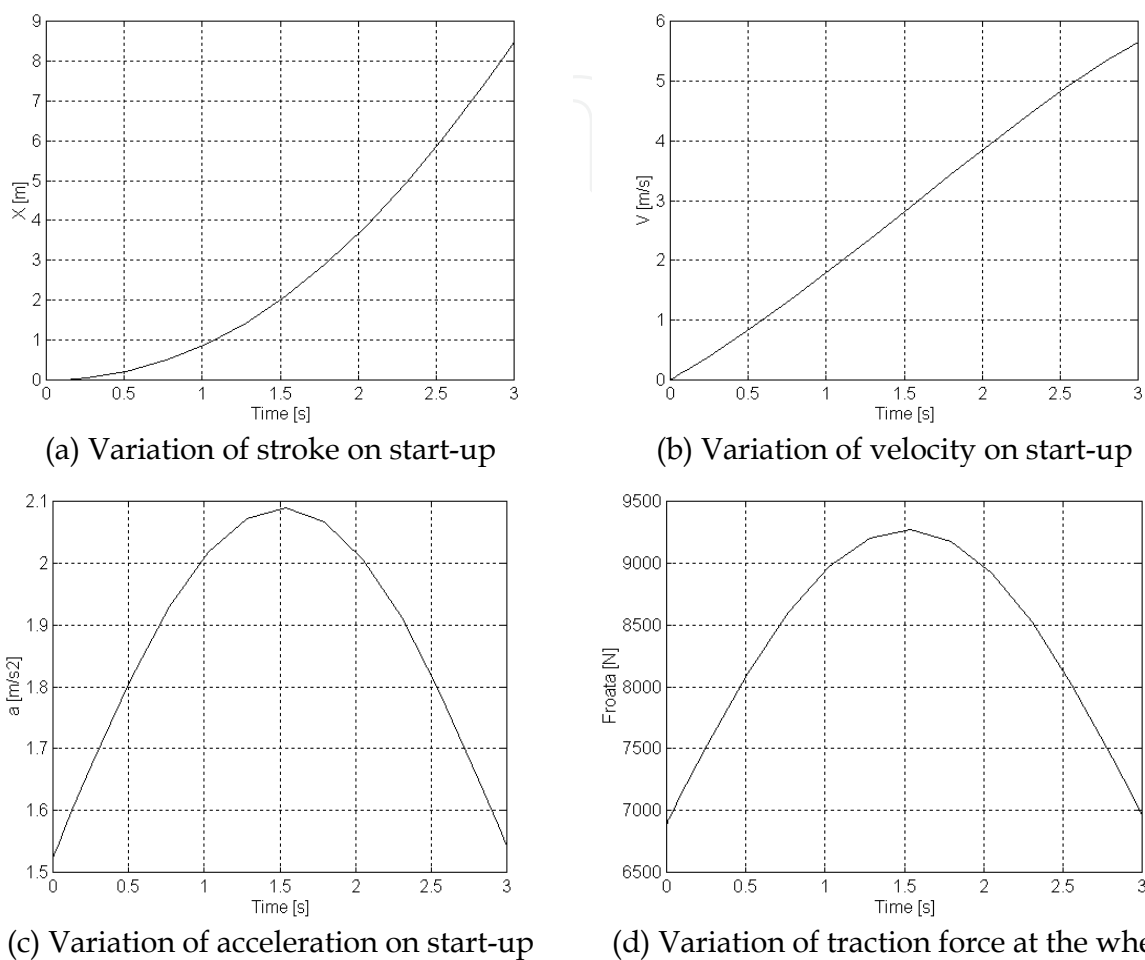 9
8
7
6
5
4
3
2
1
0
X [m]
0 0.5 1 1.5 2 2.5 3
Time [s]
(a) Variation of stroke on start-up
6
5
4
3
2
1
0
V [m/s]
0 0.5 1 1.5 2 2.5 3
Time [s]
(b) Variation of velocity on start-up
2.1
2
1.9
1.8
1.7
1.6
1.5
a [m/s2]
0 0.5 1 1.5 2 2.5 3
Time [s]
(c) Variation of acceleration on start-up
9500
9000
8500
8000
7500
7000
6500
Froata [N]
0 0.5 1 1.5 2 2.5 3
Time [s]
(d) Variation of traction force at the whe